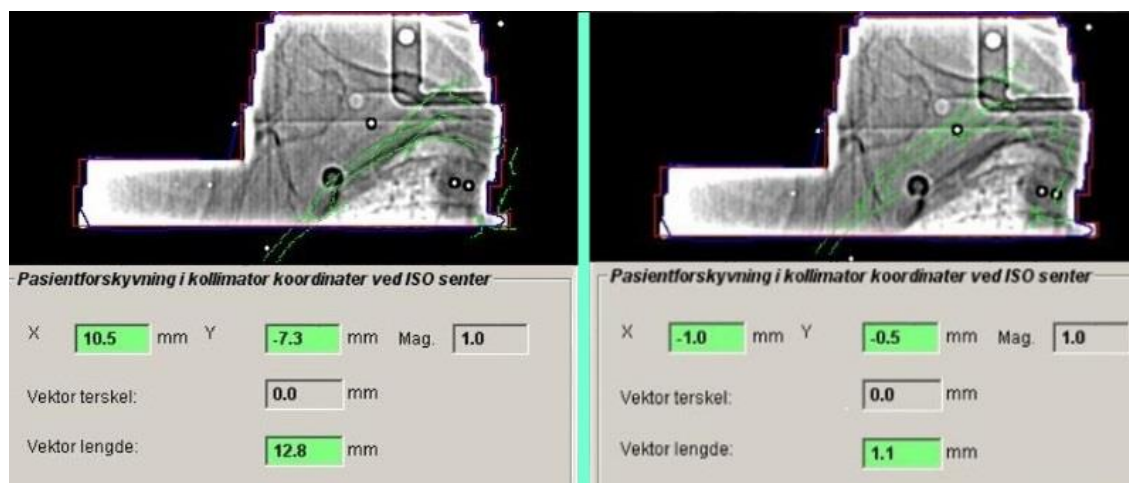 Pasientforskyvning i kollimator koordinater ved ISO senter
X 10.5 mm Y -7.3 mm Mag. 1.0
Vektor terskel: 0.0 mm
Vektor lengde: 12.8 mm
Pasientforskyvning i kollimator koordinater ved ISO senter
X -1.0 mm Y -0.5 mm Mag. 1.0
Vektor terskel: 0.0 mm
Vektor lengde: 1.1 mm